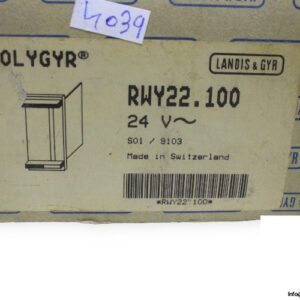 4039
OLYGYR®
LANDIS & GYR
RWY22.100
24 V~
S01 / 9103
Made in Switzerland
*RWY22"100*